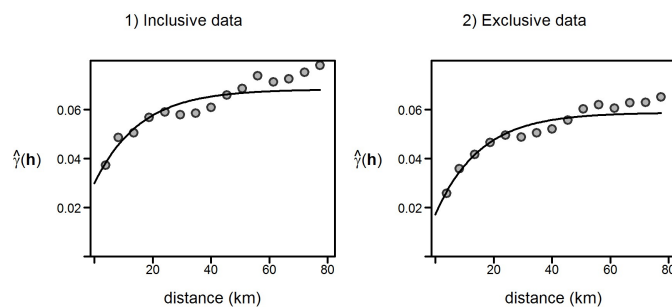 1) Inclusive data
2) Exclusive data
0.06
0.04
0.02
γ̂(h)
20
40
60
80
distance (km)
0.06
0.04
0.02
γ̂(h)
20
40
60
80
distance (km)